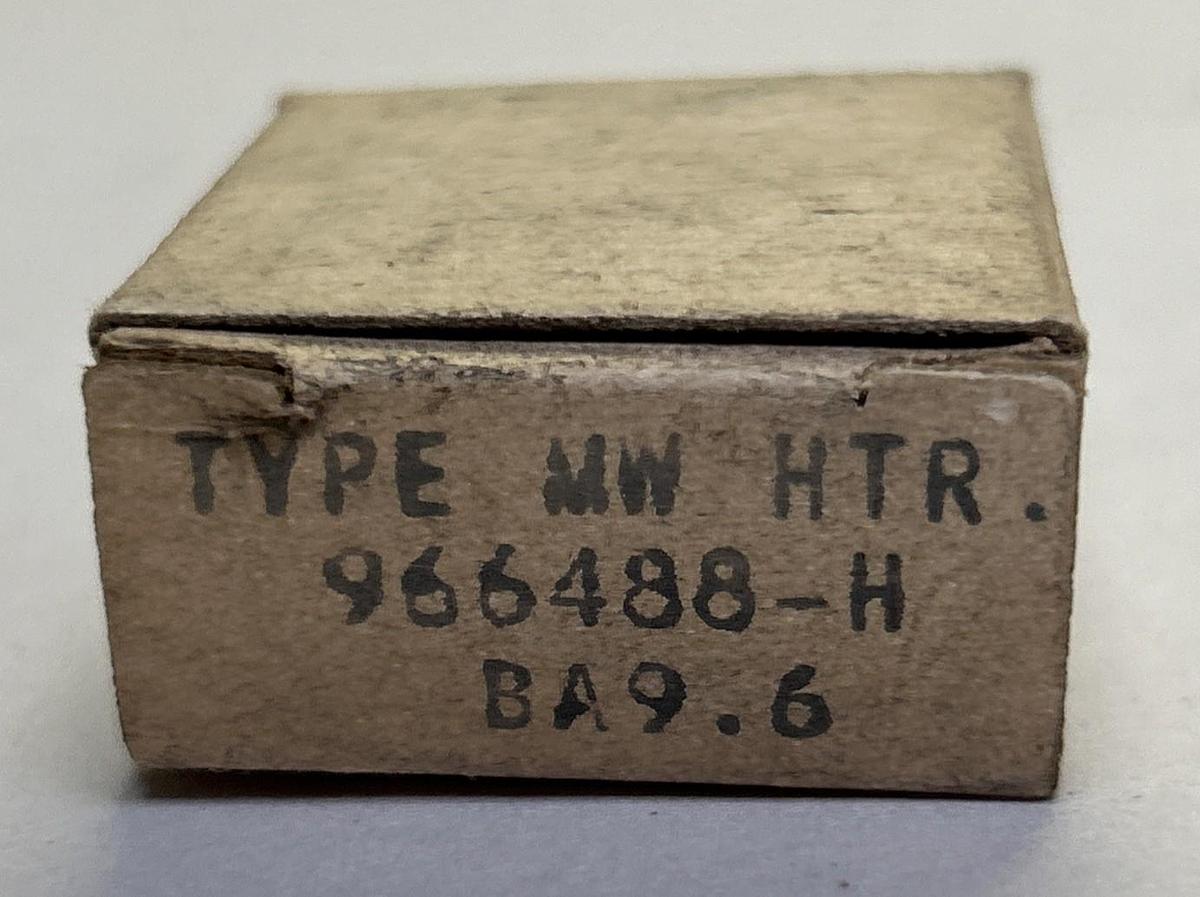 TYPE MW HTR.
966488-H
BA9.6